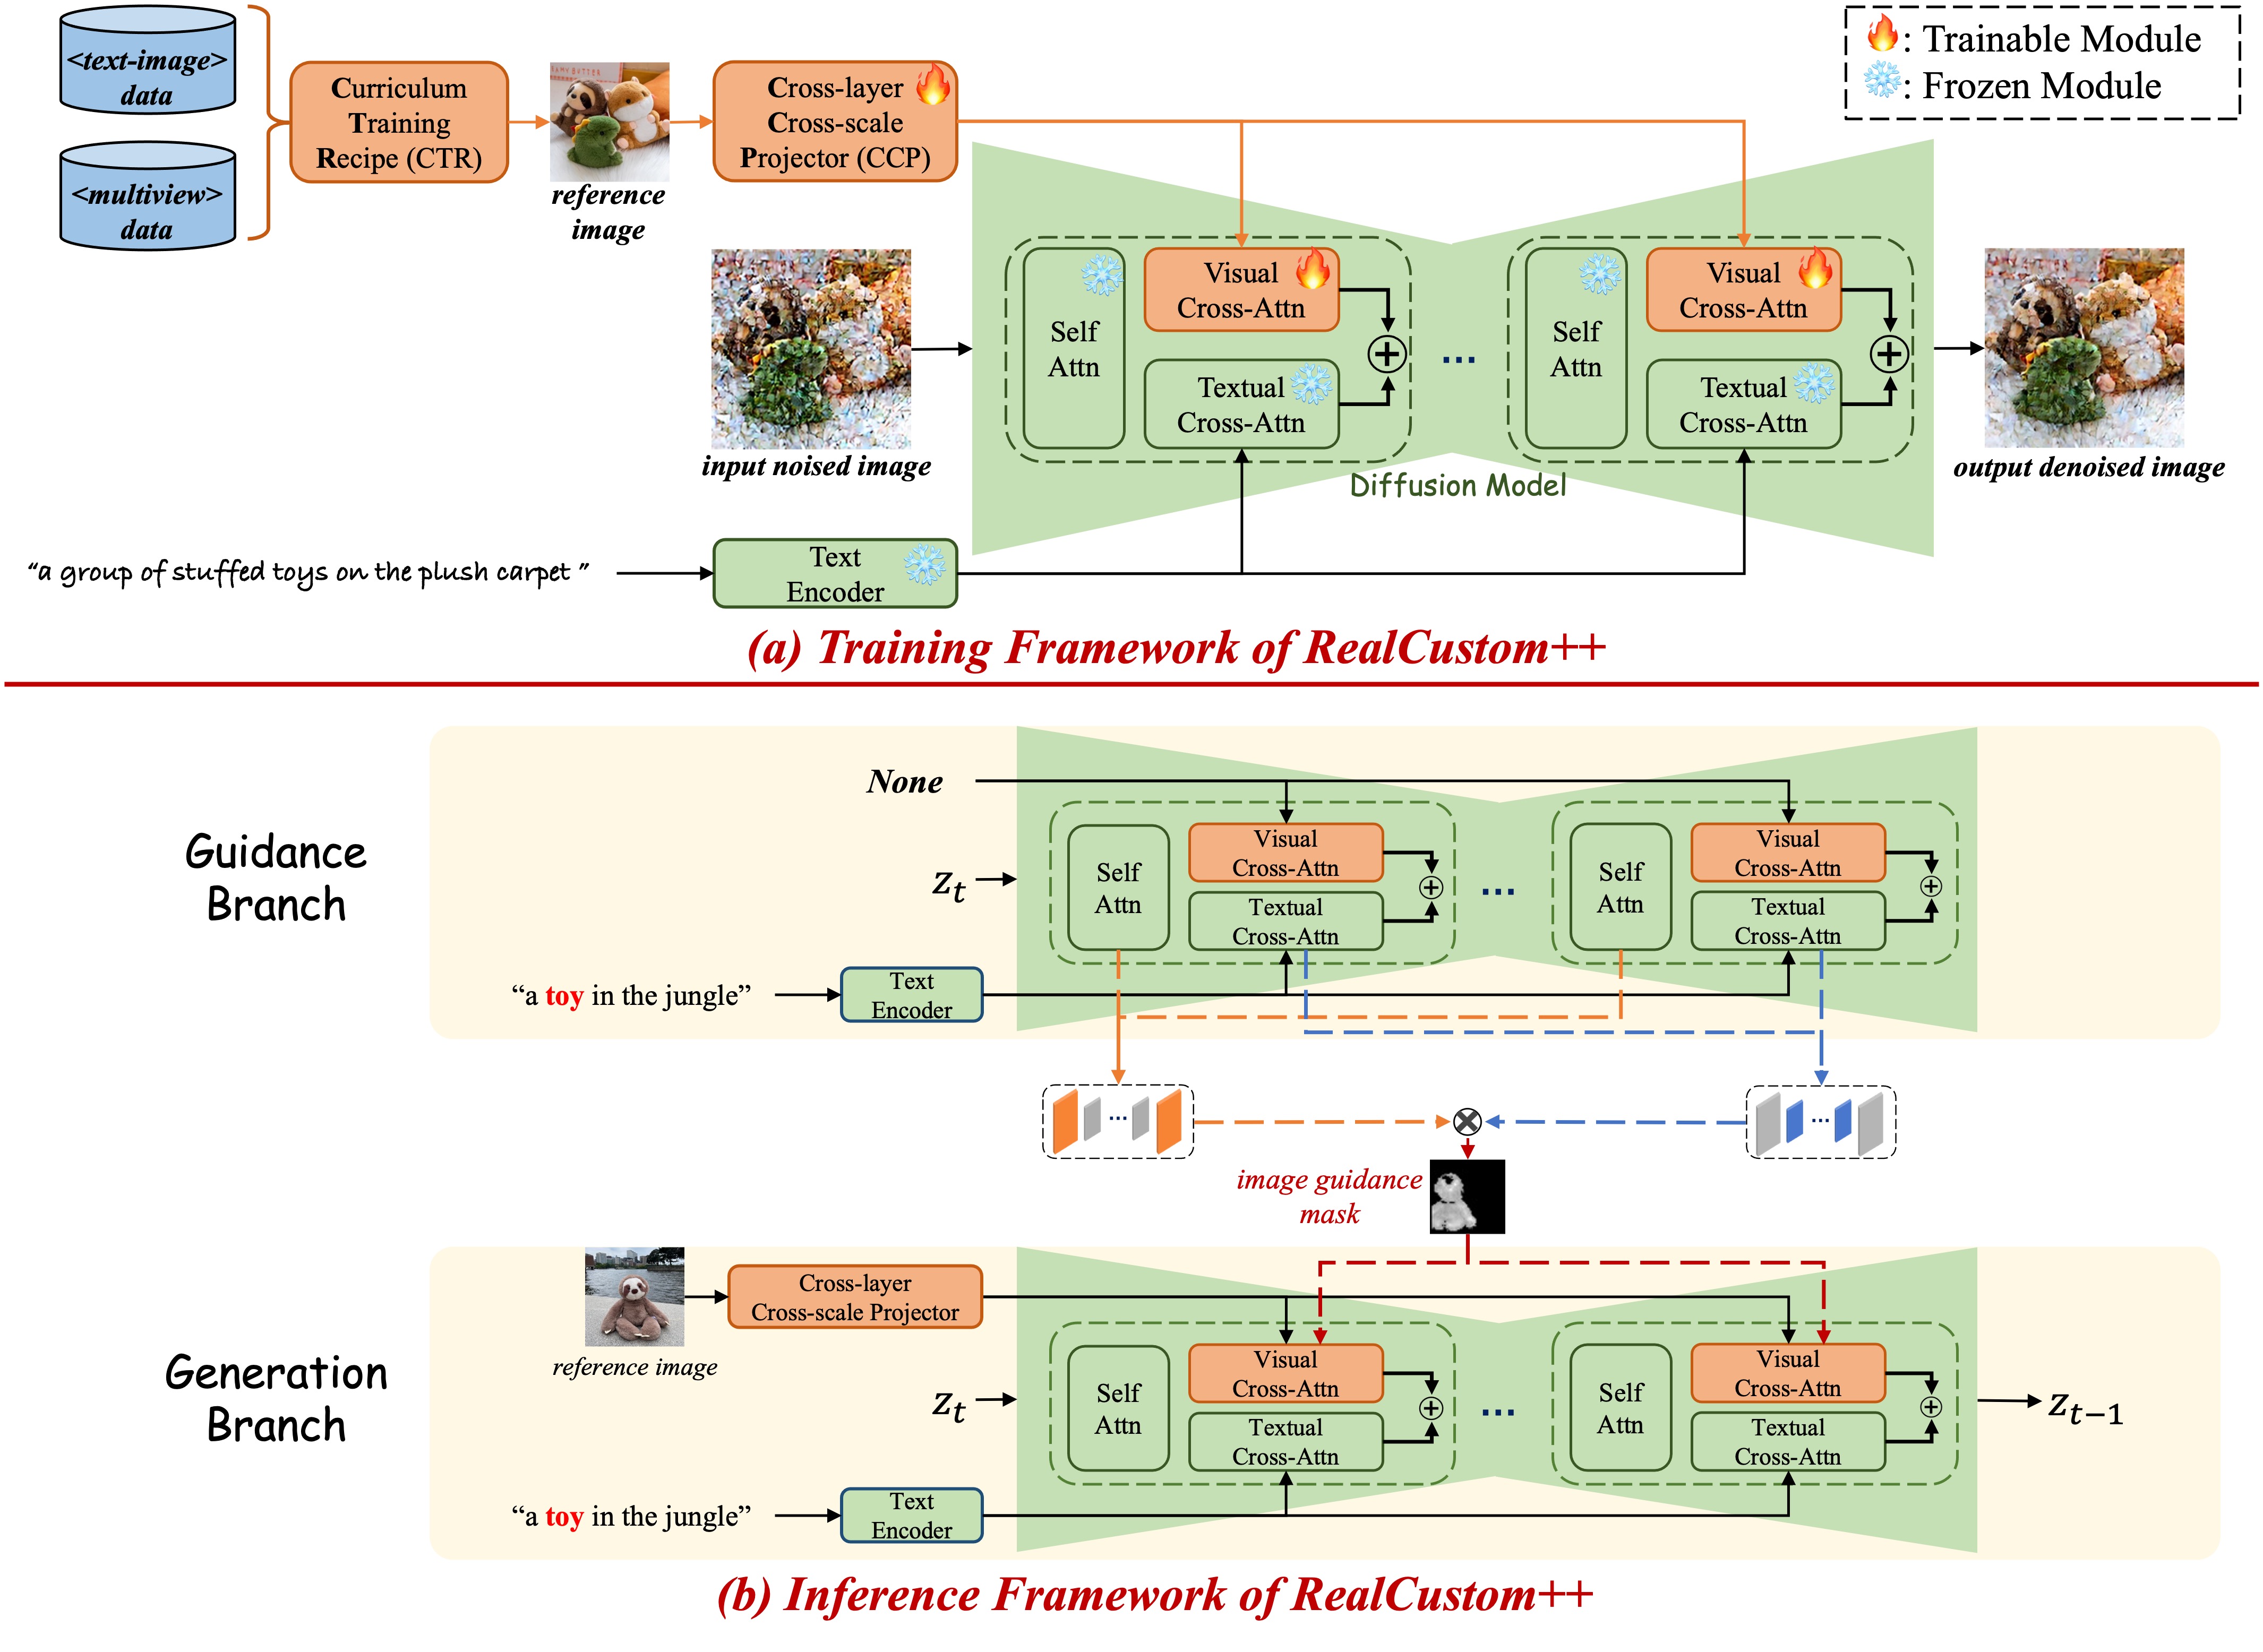 <text-image>
data
<multiview>
data
Curriculum
Training
Recipe (CTR)
reference
image
Cross-layer
Cross-scale
Projector (CCP)
: Trainable Module
: Frozen Module
input noised image
Self
Attn
Visual
Cross-Attn
Textual
Cross-Attn
...
Self
Attn
Visual
Cross-Attn
Textual
Cross-Attn
Diffusion Model
output denoised image
“a group of stuffed toys on the plush carpet ”
Text
Encoder
(a) Training Framework of RealCustom++
Guidance
Branch
None
z_t
“a toy in the jungle”
Text
Encoder
Self
Attn
Visual
Cross-Attn
Textual
Cross-Attn
...
Self
Attn
Visual
Cross-Attn
Textual
Cross-Attn
...
...
image guidance
mask
Generation
Branch
reference image
Cross-layer
Cross-scale Projector
z_t
“a toy in the jungle”
Text
Encoder
Self
Attn
Visual
Cross-Attn
Textual
Cross-Attn
...
Self
Attn
Visual
Cross-Attn
Textual
Cross-Attn
z_{t−1}
(b) Inference Framework of RealCustom++